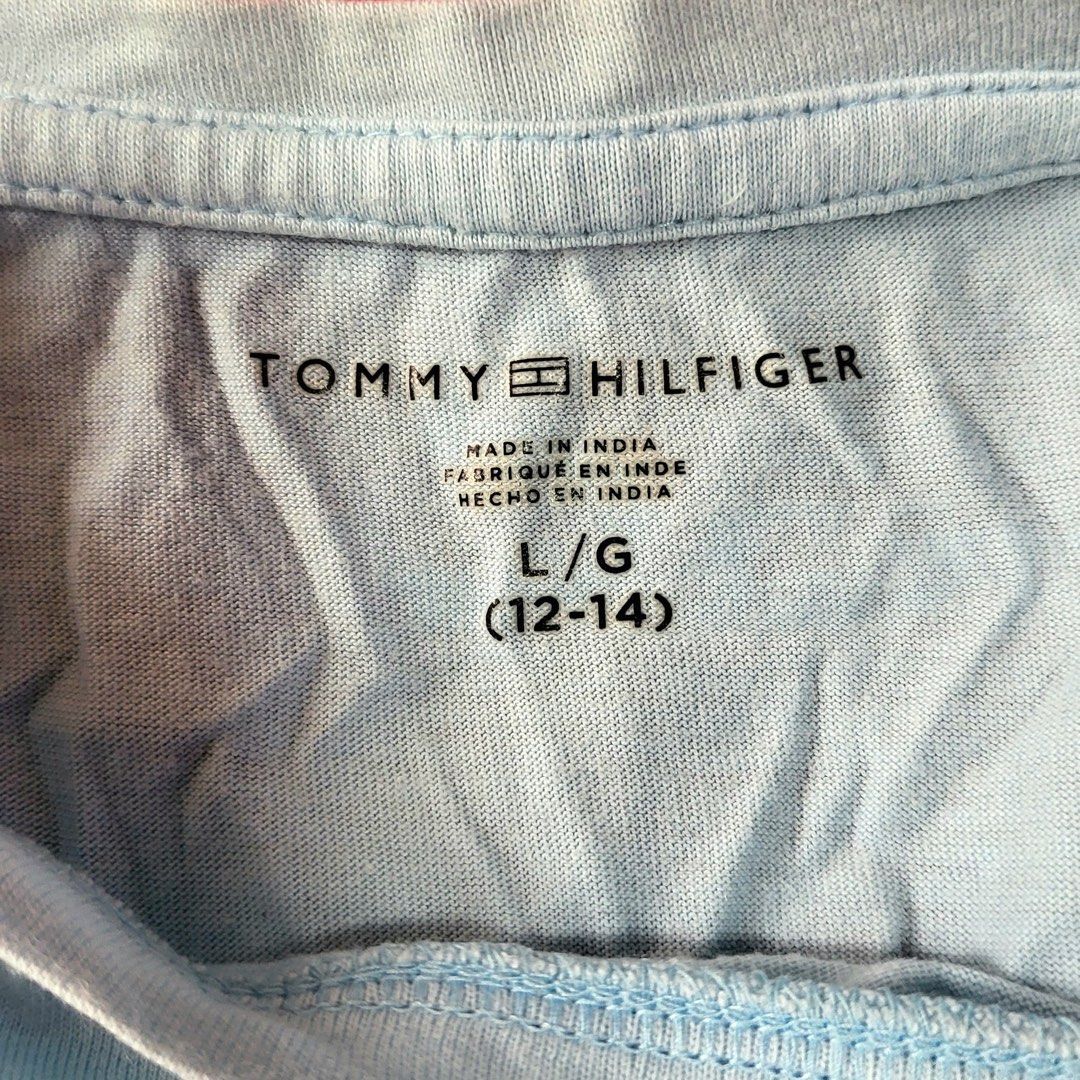 TOMMY HILFIGER
MADE IN INDIA
FABRIQUÉ EN INDE
HECHO EN INDIA
L/G
(12-14)